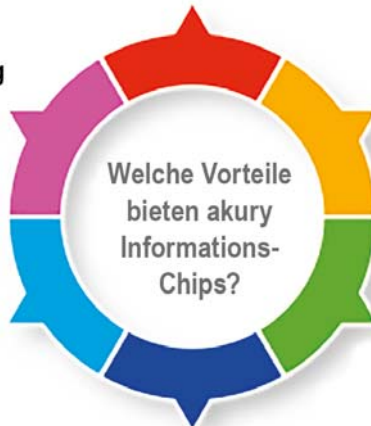 g
Welche Vorteile
bieten akury
Informations-
Chips?